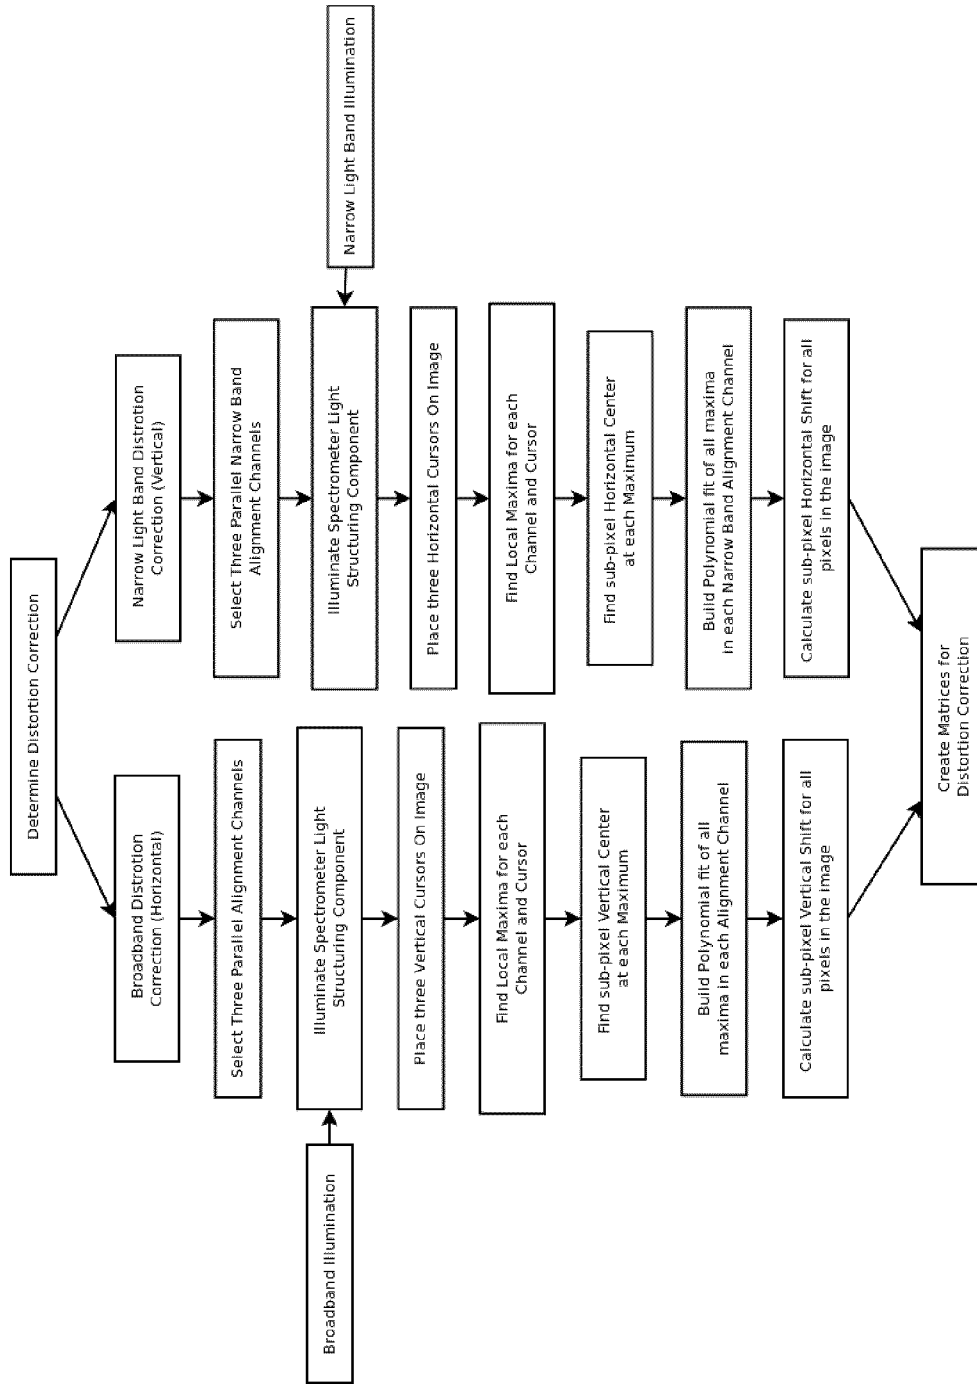 Determine Distortion Correction
Broadband Distrotion
Correction (Horizontal)
Select Three Parallel Alignment Channels
Broadband Illumination
Illuminate Spectrometer Light
Structuring Component
Place three Vertical Cursors On Image
Find Local Maxima for each
Channel and Cursor
Find sub-pixel Vertical Center
at each Maximum
Build Polynomial fit of all
maxima in each Alignment Channel
Calculate sub-pixel Vertical Shift for all
pixels in the image
Narrow Light Band Distrotion
Correction (Vertical)
Select Three Parallel Narrow Band
Alignment Channels
Narrow Light Band Illumination
Illuminate Spectrometer Light
Structuring Component
Place three Horizontal Cursors On Image
Find Local Maxima for each
Channel and Cursor
Find sub-pixel Horizontal Center
at each Maximum
Build Polynomial fit of all maxima
in each Narrow Band Alignment Channel
Calculate sub-pixel Horizontal Shift for all
pixels in the image
Create Matrices for
Distortion Correction